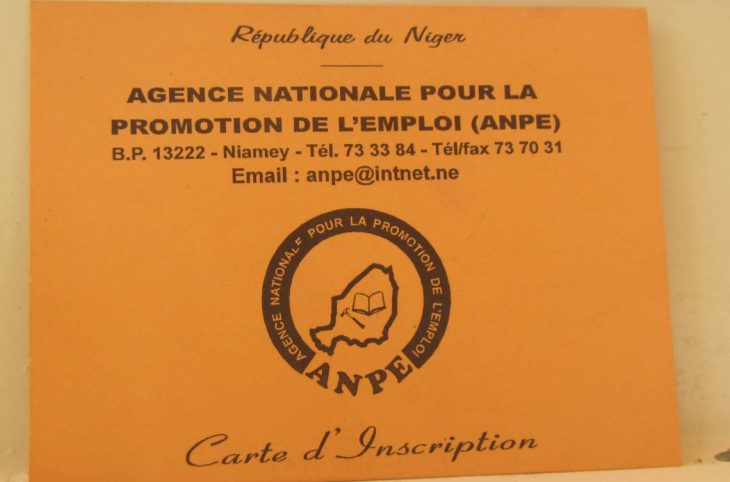 République du Niger
AGENCE NATIONALE POUR LA
PROMOTION DE L'EMPLOI (ANPE)
B.P. 13222 - Niamey - Tél. 73 33 84 - Tél/fax 73 70 31
Email : anpe@intnet.ne
AGENCE NATIONALE POUR LA PROMOTION DE L'EMPLOI
ANPE
Carte d'Inscription